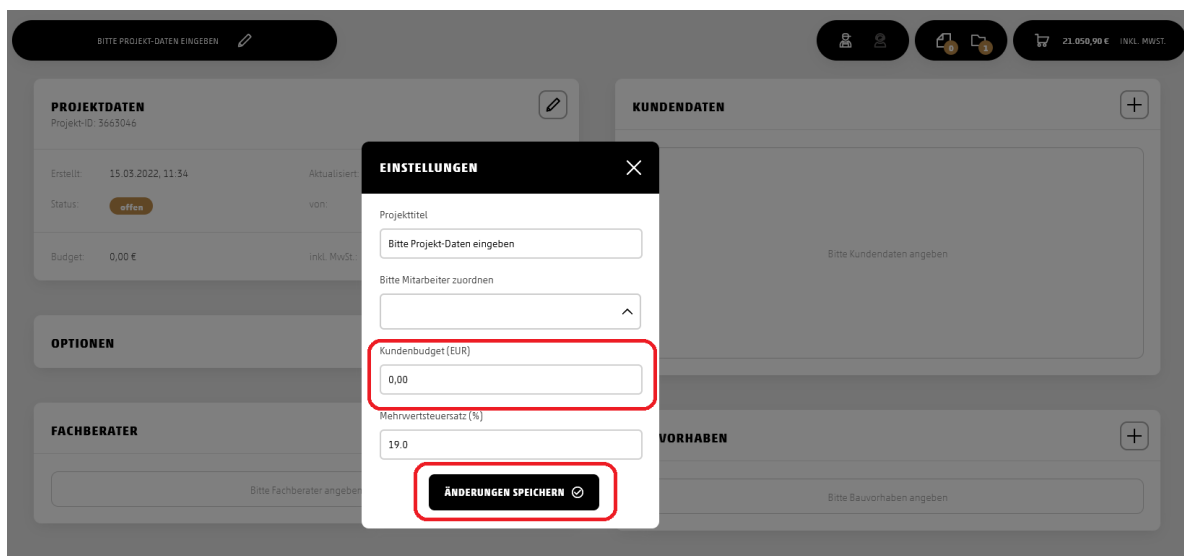 BITTE PROJEKT-DATEN EINGEBEN
0
1
21.050,90 € INKL. MWST.
PROJEKTDATEN
Projekt-ID: 3663046
Erstellt: 15.03.2022, 11:34 Aktualisiert:
Status: offen von:
Budget: 0,00 € inkl. MwSt.:
OPTIONEN
FACHBERATER
Bitte Fachberater angeben
EINSTELLUNGEN
Projekttitel
Bitte Projekt-Daten eingeben
Bitte Mitarbeiter zuordnen
Kundenbudget (EUR)
0,00
Mehrwertsteuersatz (%)
19.0
ÄNDERUNGEN SPEICHERN
KUNDENDATEN
Bitte Kundendaten angeben
VORHABEN
Bitte Bauvorhaben angeben